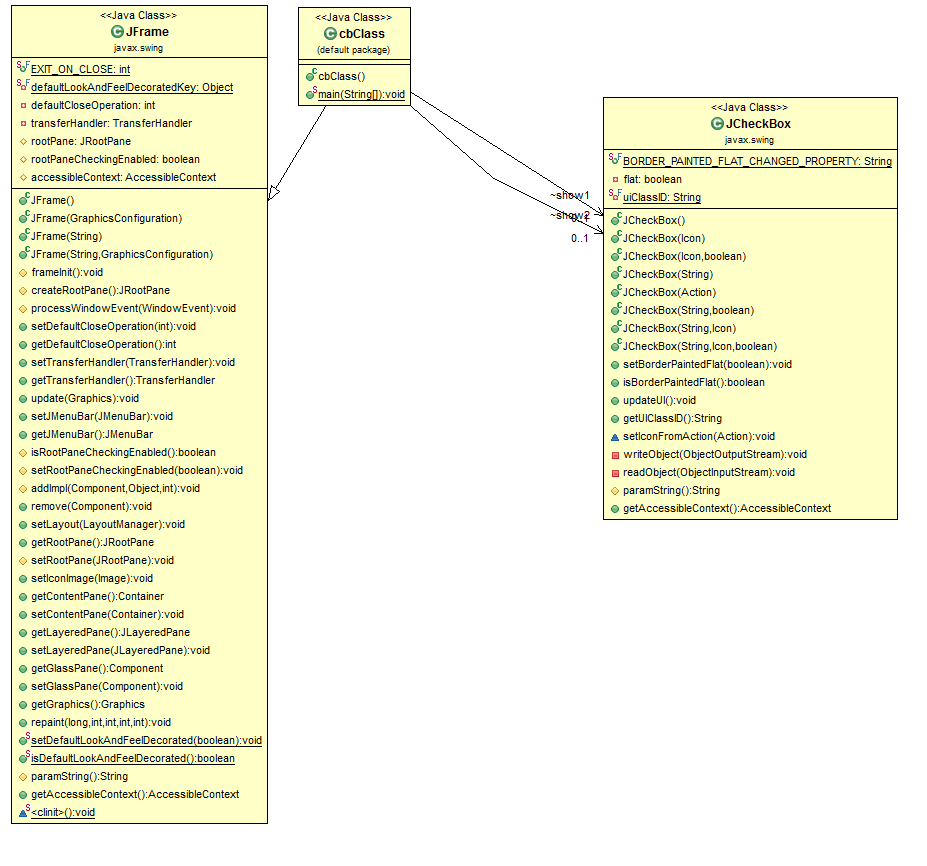 <<Java Class>>
JFrame
javax.swing
EXIT_ON_CLOSE: int
defaultLookAndFeelDecoratedKey: Object
defaultCloseOperation: int
transferHandler: TransferHandler
rootPane: JRootPane
rootPaneCheckingEnabled: boolean
accessibleContext: AccessibleContext
JFrame()
JFrame(GraphicsConfiguration)
JFrame(String)
JFrame(String,GraphicsConfiguration)
frameInit():void
createRootPane():JRootPane
processWindowEvent(WindowEvent):void
setDefaultCloseOperation(int):void
getDefaultCloseOperation():int
setTransferHandler(TransferHandler):void
getTransferHandler():TransferHandler
update(Graphics):void
setJMenuBar(JMenuBar):void
getJMenuBar():JMenuBar
isRootPaneCheckingEnabled():boolean
setRootPaneCheckingEnabled(boolean):void
addImpl(Component,Object,int):void
remove(Component):void
setLayout(LayoutManager):void
getRootPane():JRootPane
setRootPane(JRootPane):void
setIconImage(Image):void
getContentPane():Container
setContentPane(Container):void
getLayeredPane():JLayeredPane
setLayeredPane(JLayeredPane):void
getGlassPane():Component
setGlassPane(Component):void
getGraphics():Graphics
repaint(long,int,int,int,int):void
setDefaultLookAndFeelDecorated(boolean):void
isDefaultLookAndFeelDecorated():boolean
paramString():String
getAccessibleContext():AccessibleContext
<clinit>():void
<<Java Class>>
cbClass
(default package)
cbClass()
main(String[]):void
~show1
~show2
0..1
0..1
<<Java Class>>
JCheckBox
javax.swing
BORDER_PAINTED_FLAT_CHANGED_PROPERTY: String
flat: boolean
uiClassID: String
JCheckBox()
JCheckBox(Icon)
JCheckBox(Icon,boolean)
JCheckBox(String)
JCheckBox(Action)
JCheckBox(String,boolean)
JCheckBox(String,Icon)
JCheckBox(String,Icon,boolean)
setBorderPaintedFlat(boolean):void
isBorderPaintedFlat():boolean
updateUI():void
getUIClassID():String
setIconFromAction(Action):void
writeObject(ObjectOutputStream):void
readObject(ObjectInputStream):void
paramString():String
getAccessibleContext():AccessibleContext